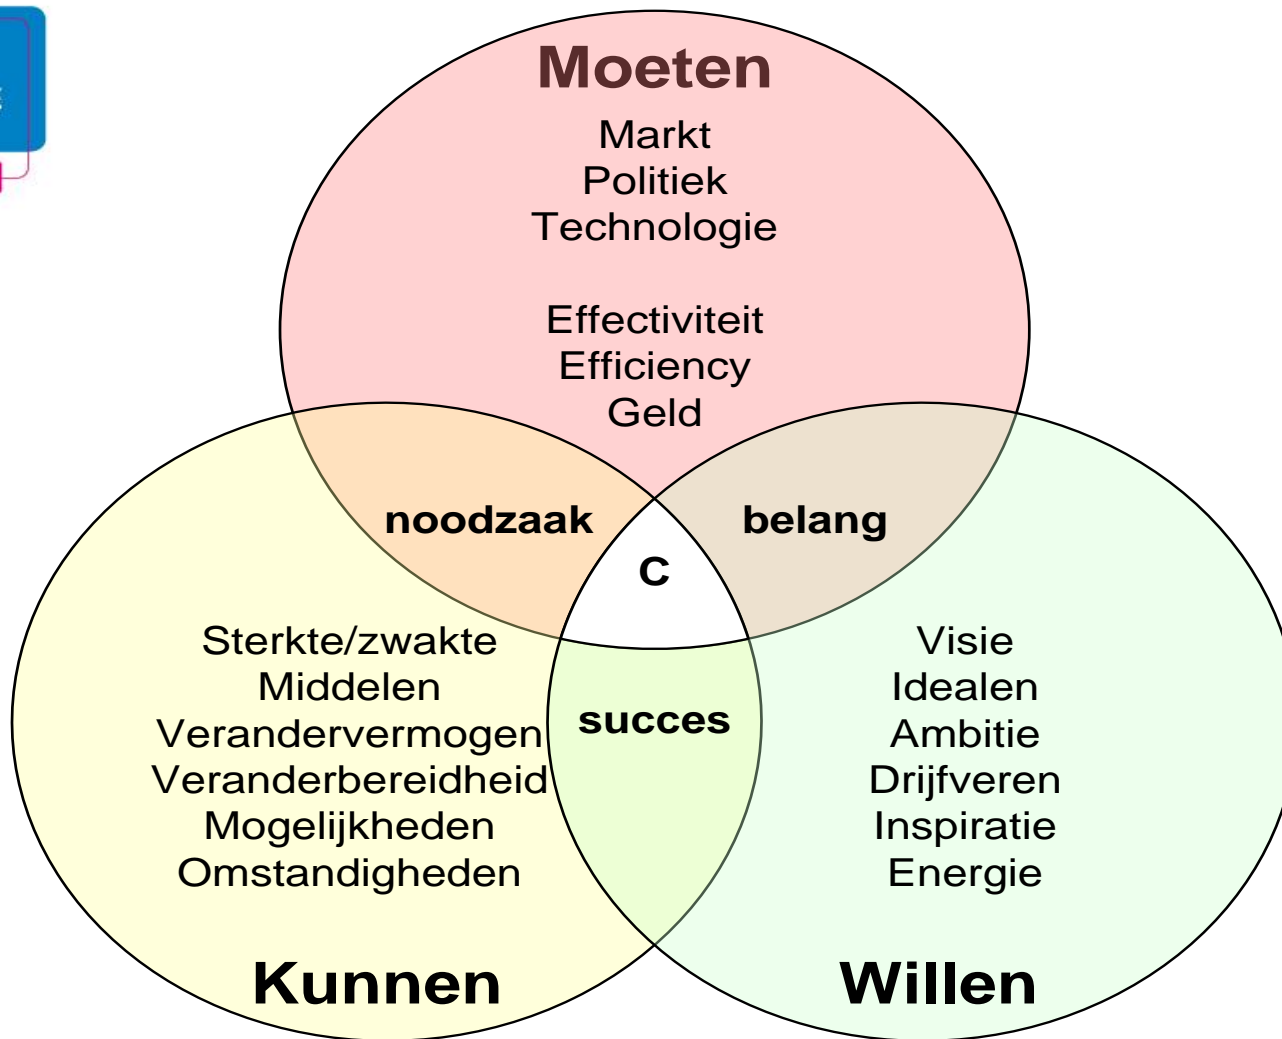 Moeten
Markt
Politiek
Technologie
Effectiviteit
Efficiency
Geld
noodzaak
belang
C
Sterkte/zwakte
Middelen
Verandervermogen
Veranderbereidheid
Mogelijkheden
Omstandigheden
succes
Visie
Idealen
Ambitie
Drijfveren
Inspiratie
Energie
Kunnen
Willen